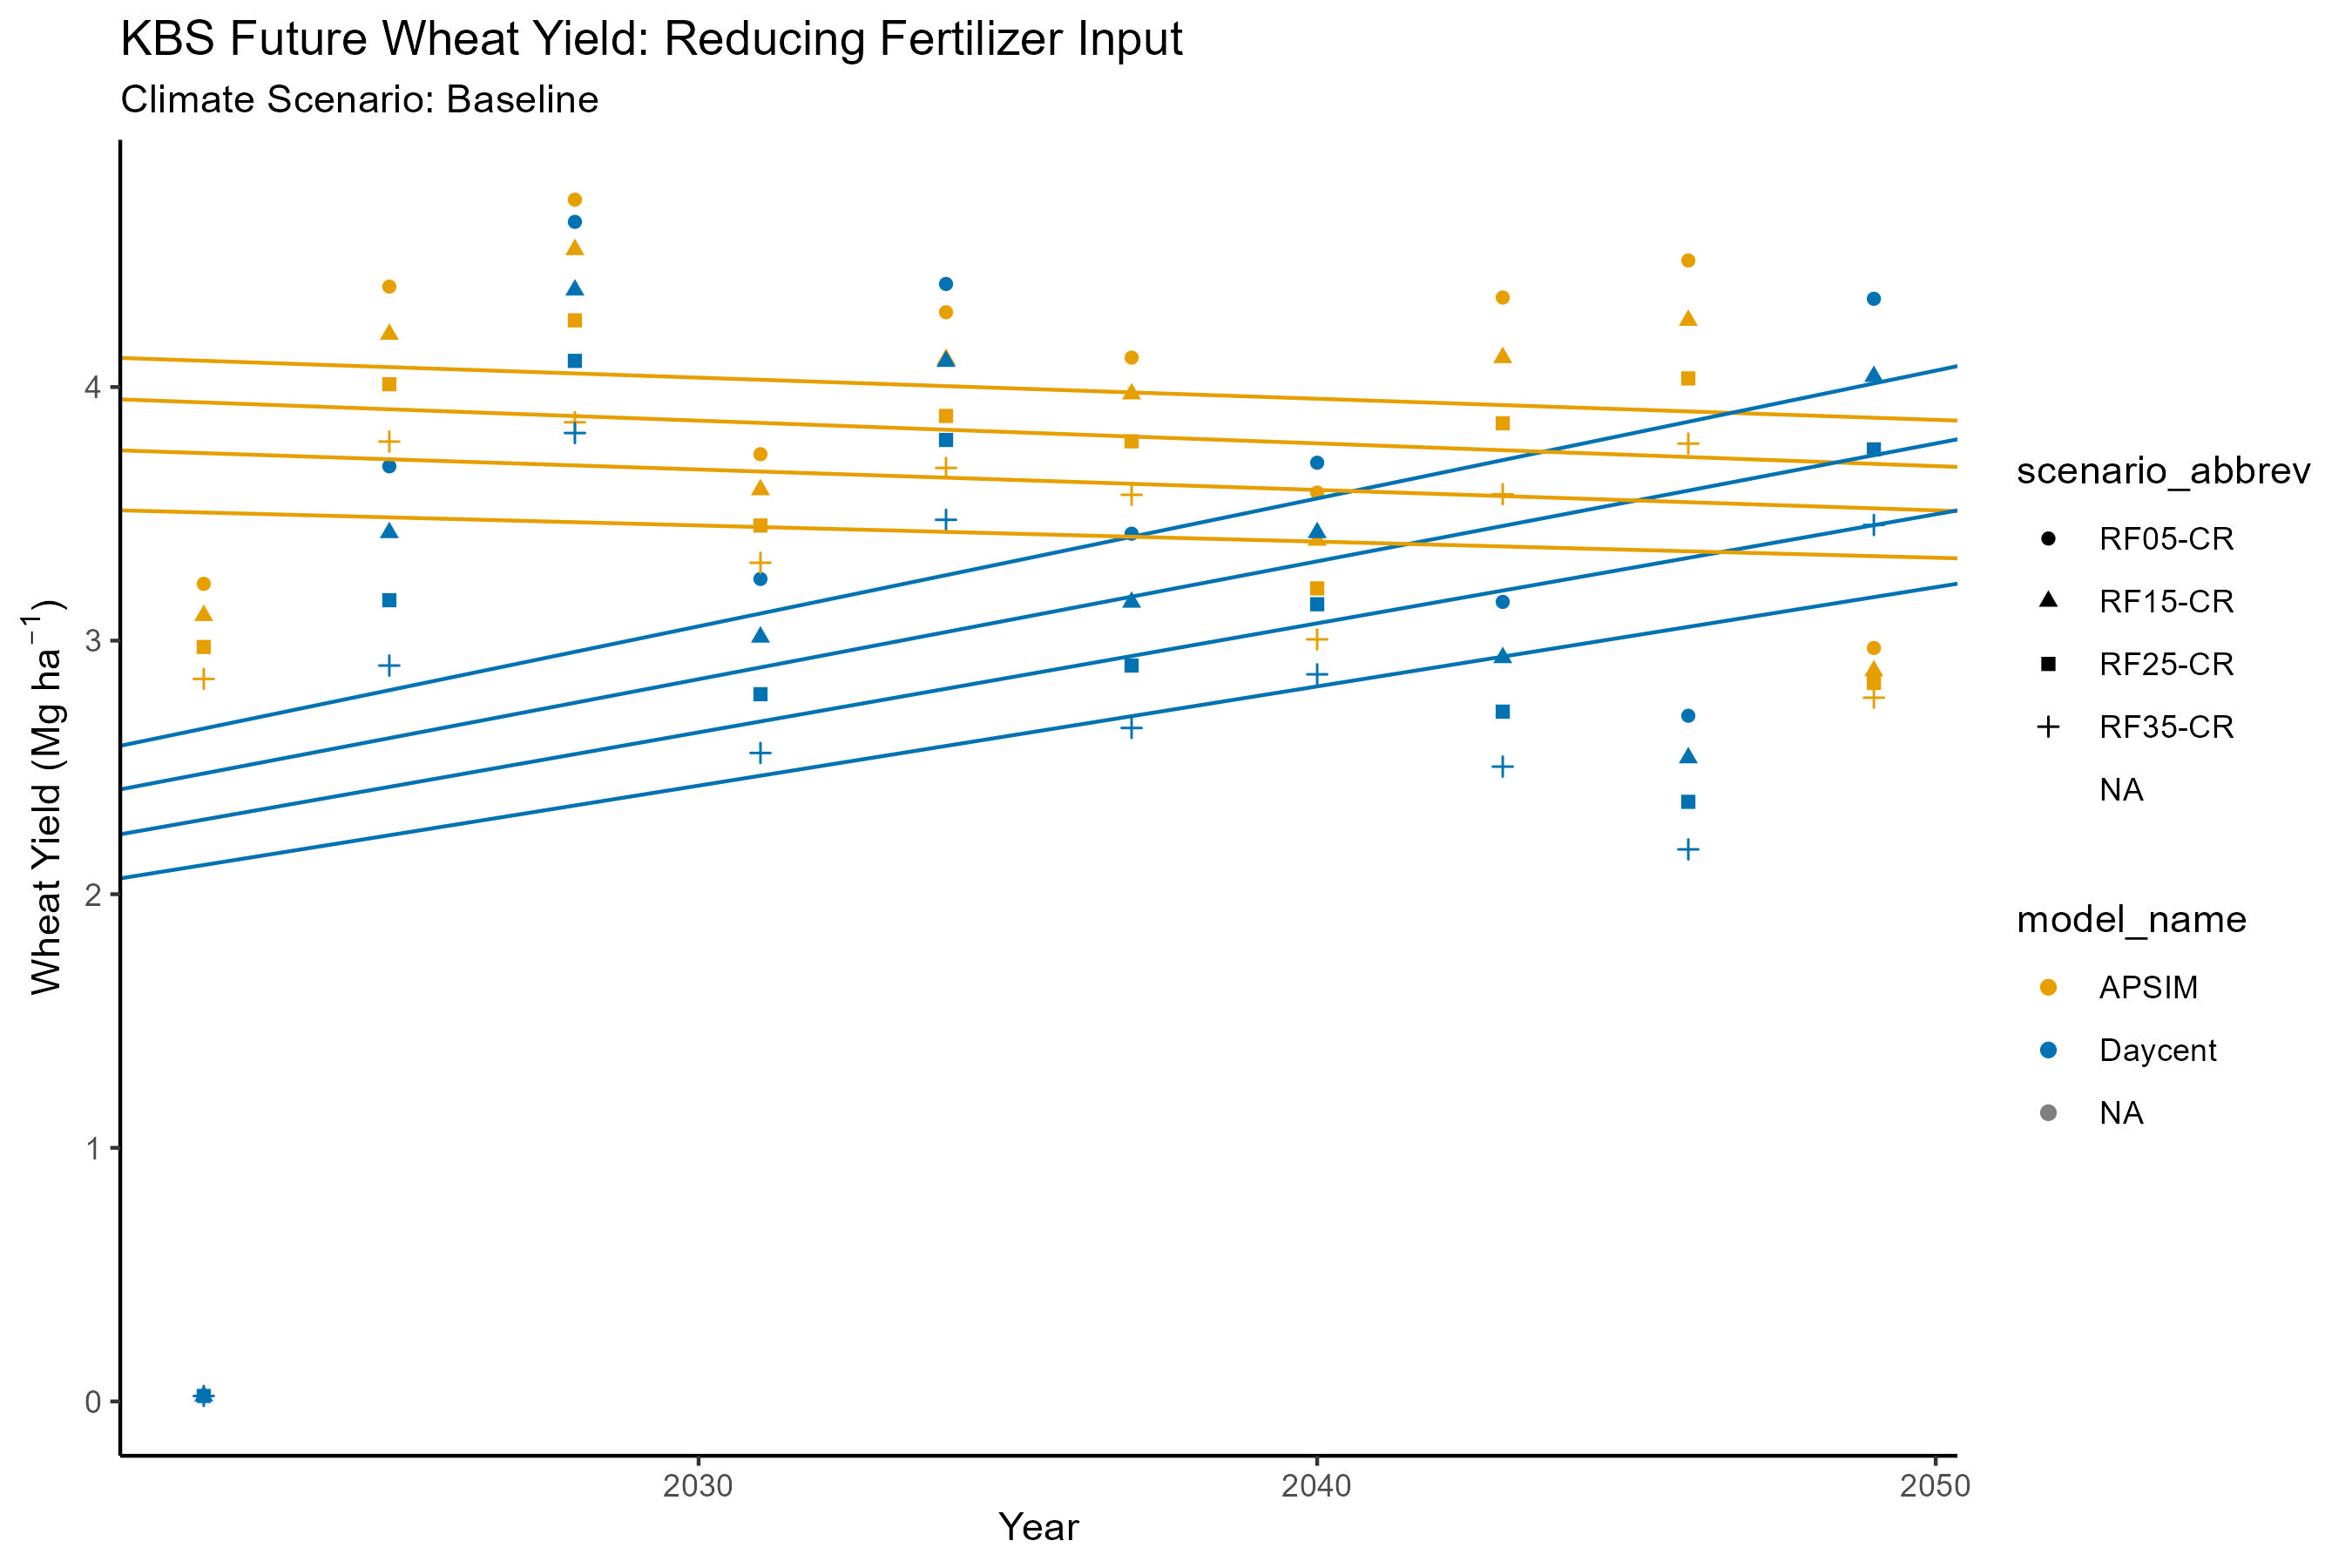 KBS Future Wheat Yield: Reducing Fertilizer Input
Climate Scenario: Baseline
Wheat Yield (Mg ha⁻¹)
4
3
2
1
0
2030
2040
2050
Year
scenario_abbrev
RF05-CR
RF15-CR
RF25-CR
RF35-CR
NA
model_name
APSIM
Daycent
NA